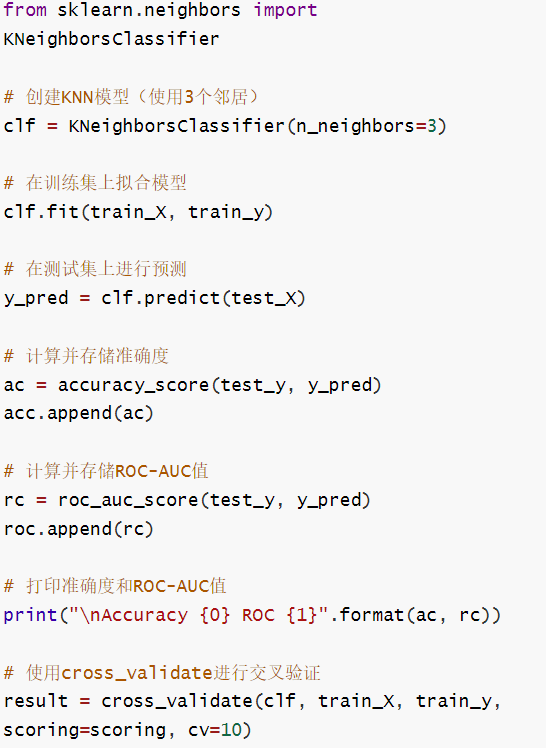 from sklearn.neighbors import
KNeighborsClassifier
# 创建KNN模型（使用3个邻居）
clf = KNeighborsClassifier(n_neighbors=3)
# 在训练集上拟合模型
clf.fit(train_X, train_y)
# 在测试集上进行预测
y_pred = clf.predict(test_X)
# 计算并存储准确度
ac = accuracy_score(test_y, y_pred)
acc.append(ac)
# 计算并存储ROC-AUC值
rc = roc_auc_score(test_y, y_pred)
roc.append(rc)
# 打印准确度和ROC-AUC值
print("\nAccuracy {0} ROC {1}".format(ac, rc))
# 使用cross_validate进行交叉验证
result = cross_validate(clf, train_X, train_y,
scoring=scoring, cv=10)